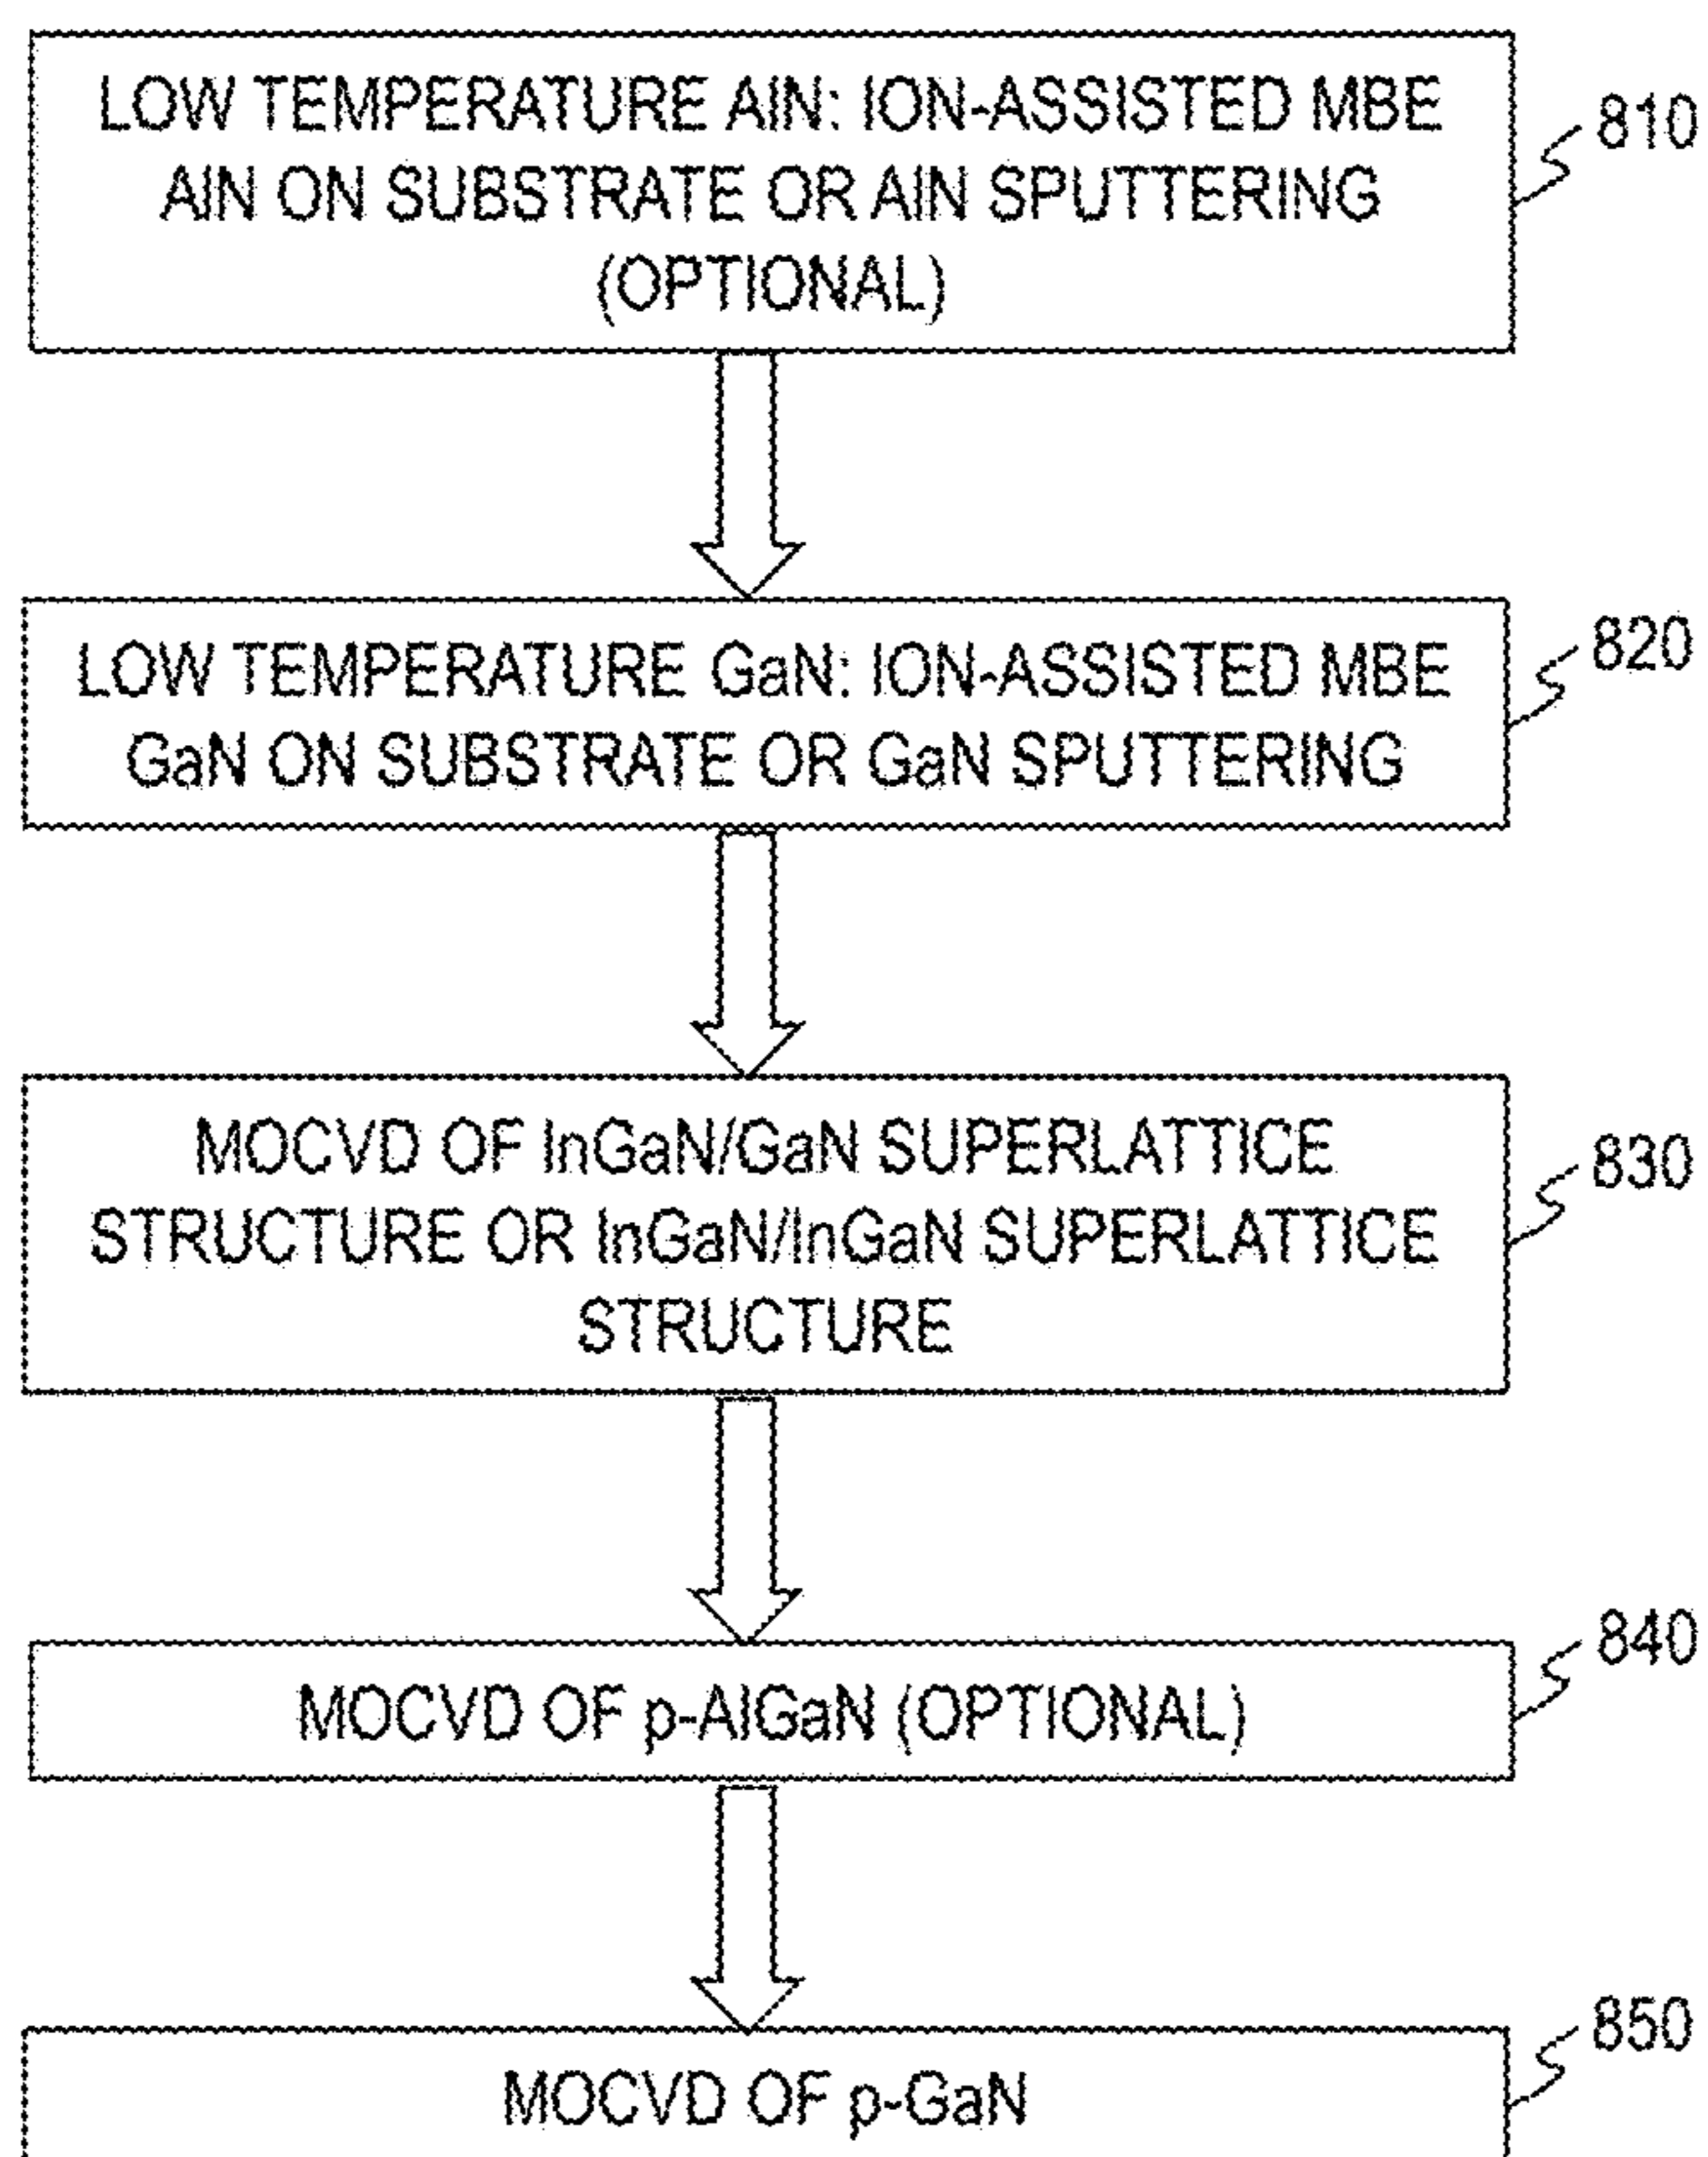 LOW TEMPERATURE AlN: ION-ASSISTED MBE
AlN ON SUBSTRATE OR AlN SPUTTERING
(OPTIONAL)
810
LOW TEMPERATURE GaN: ION-ASSISTED MBE
GaN ON SUBSTRATE OR GaN SPUTTERING
820
MOCVD OF InGaN/GaN SUPERLATTICE
STRUCTURE OR InGaN/InGaN SUPERLATTICE
STRUCTURE
830
MOCVD OF p-AlGaN (OPTIONAL)
840
MOCVD OF p-GaN
850